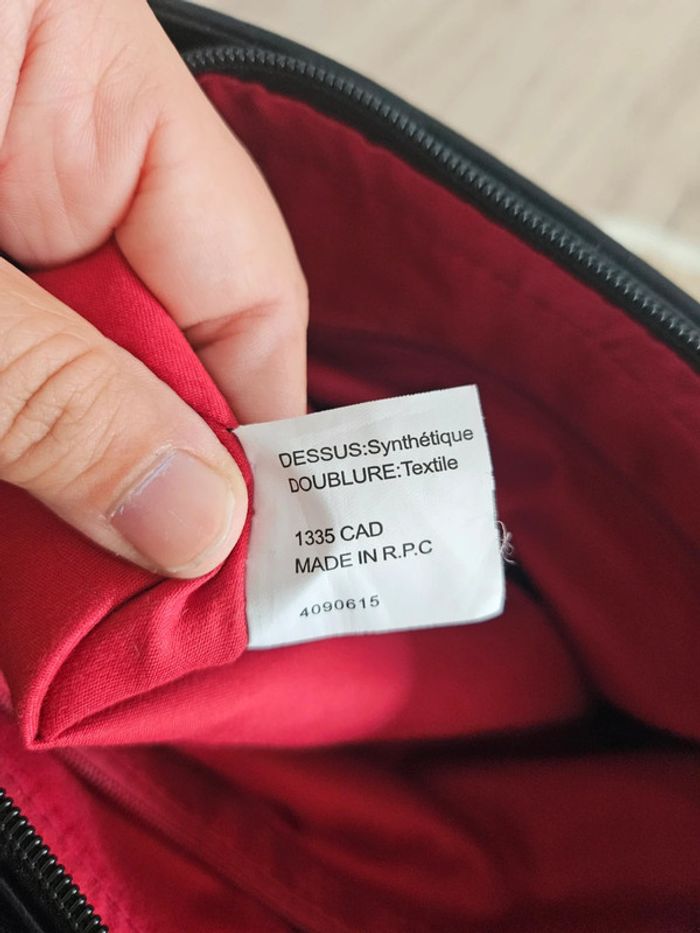 DESSUS:Synthétique
DOUBLURE:Textile
1335 CAD
MADE IN R.P.C
4090615